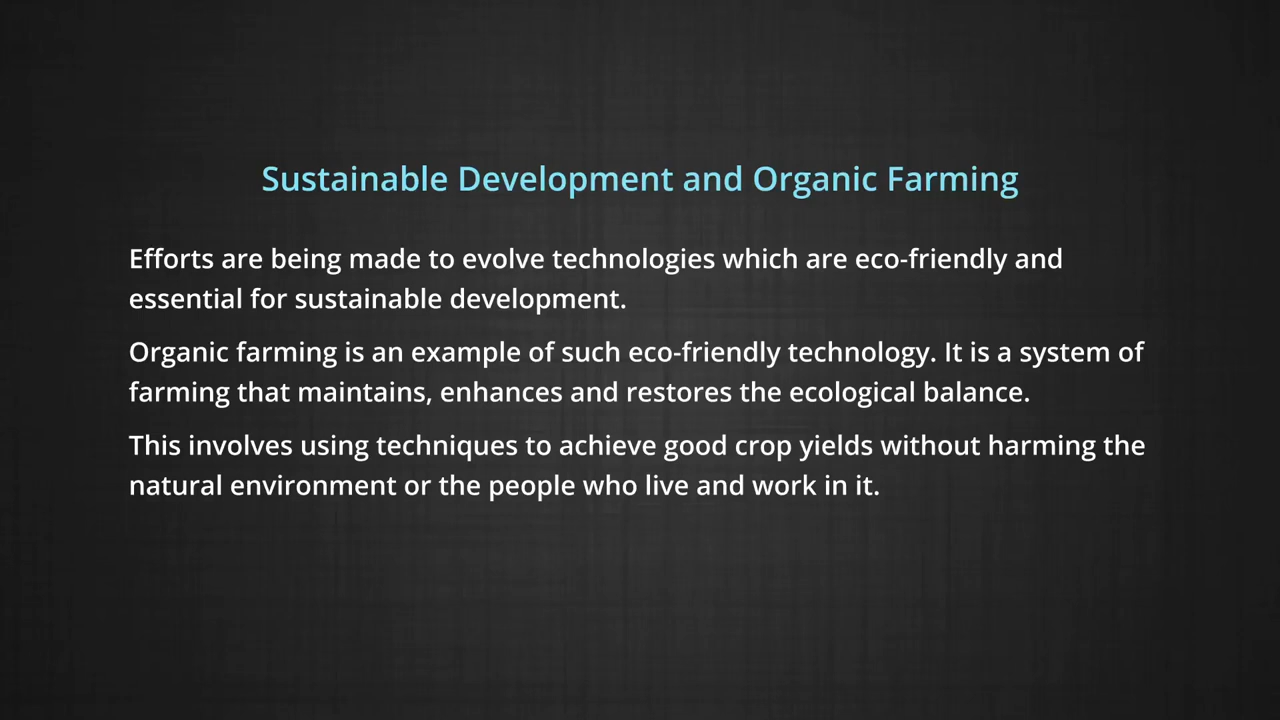 Sustainable Development and Organic Farming
Efforts are being made to evolve technologies which are eco-friendly and
essential for sustainable development.
Organic farming is an example of such eco-friendly technology. It is a system of
farming that maintains, enhances and restores the ecological balance.
This involves using techniques to achieve good crop yields without harming the
natural environment or the people who live and work in it.